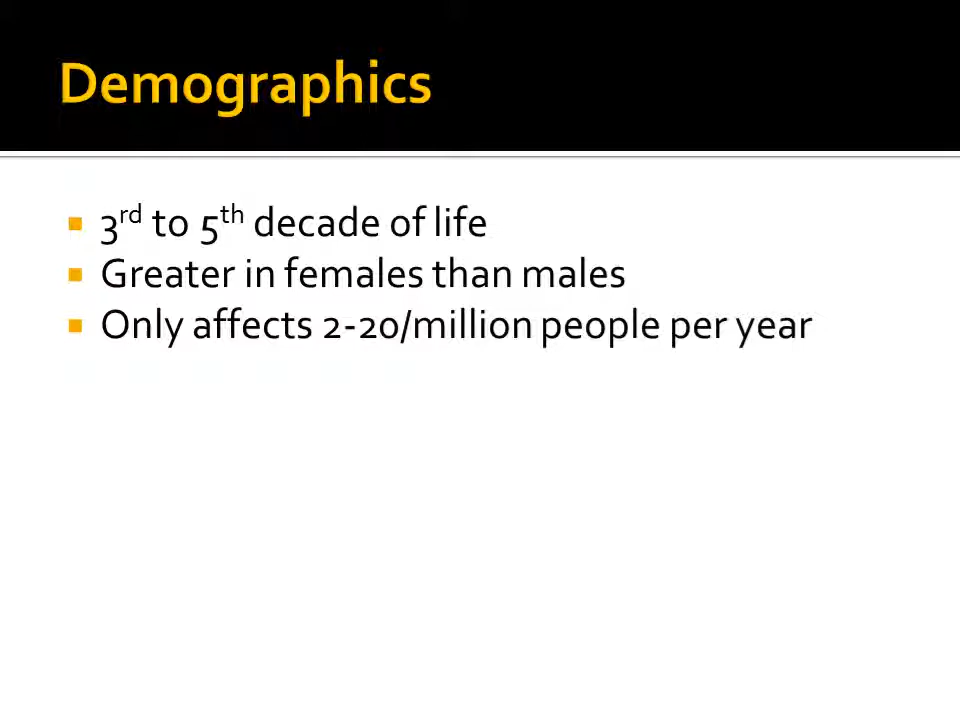 Demographics
3rd to 5th decade of life
Greater in females than males
Only affects 2-20/million people per year